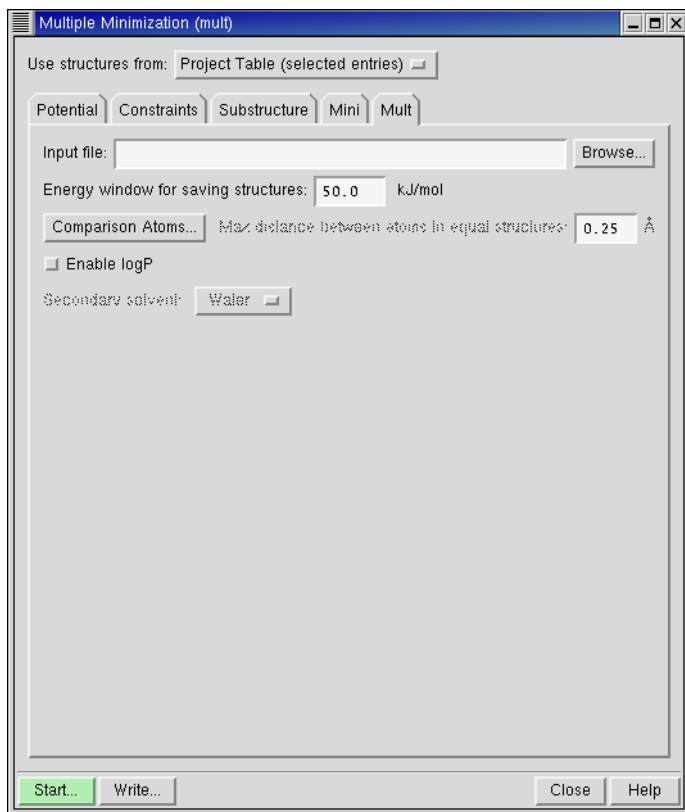 Multiple Minimization (mult)
Use structures from: Project Table (selected entries)
Potential Constraints Substructure Mini Mult
Input file: Browse...
Energy window for saving structures: 50.0 kJ/mol
Comparison Atoms... Max distance between atoms in equal structures: 0.25 Å
Enable logP
Secondary solvent: Water
Start... Write... Close Help